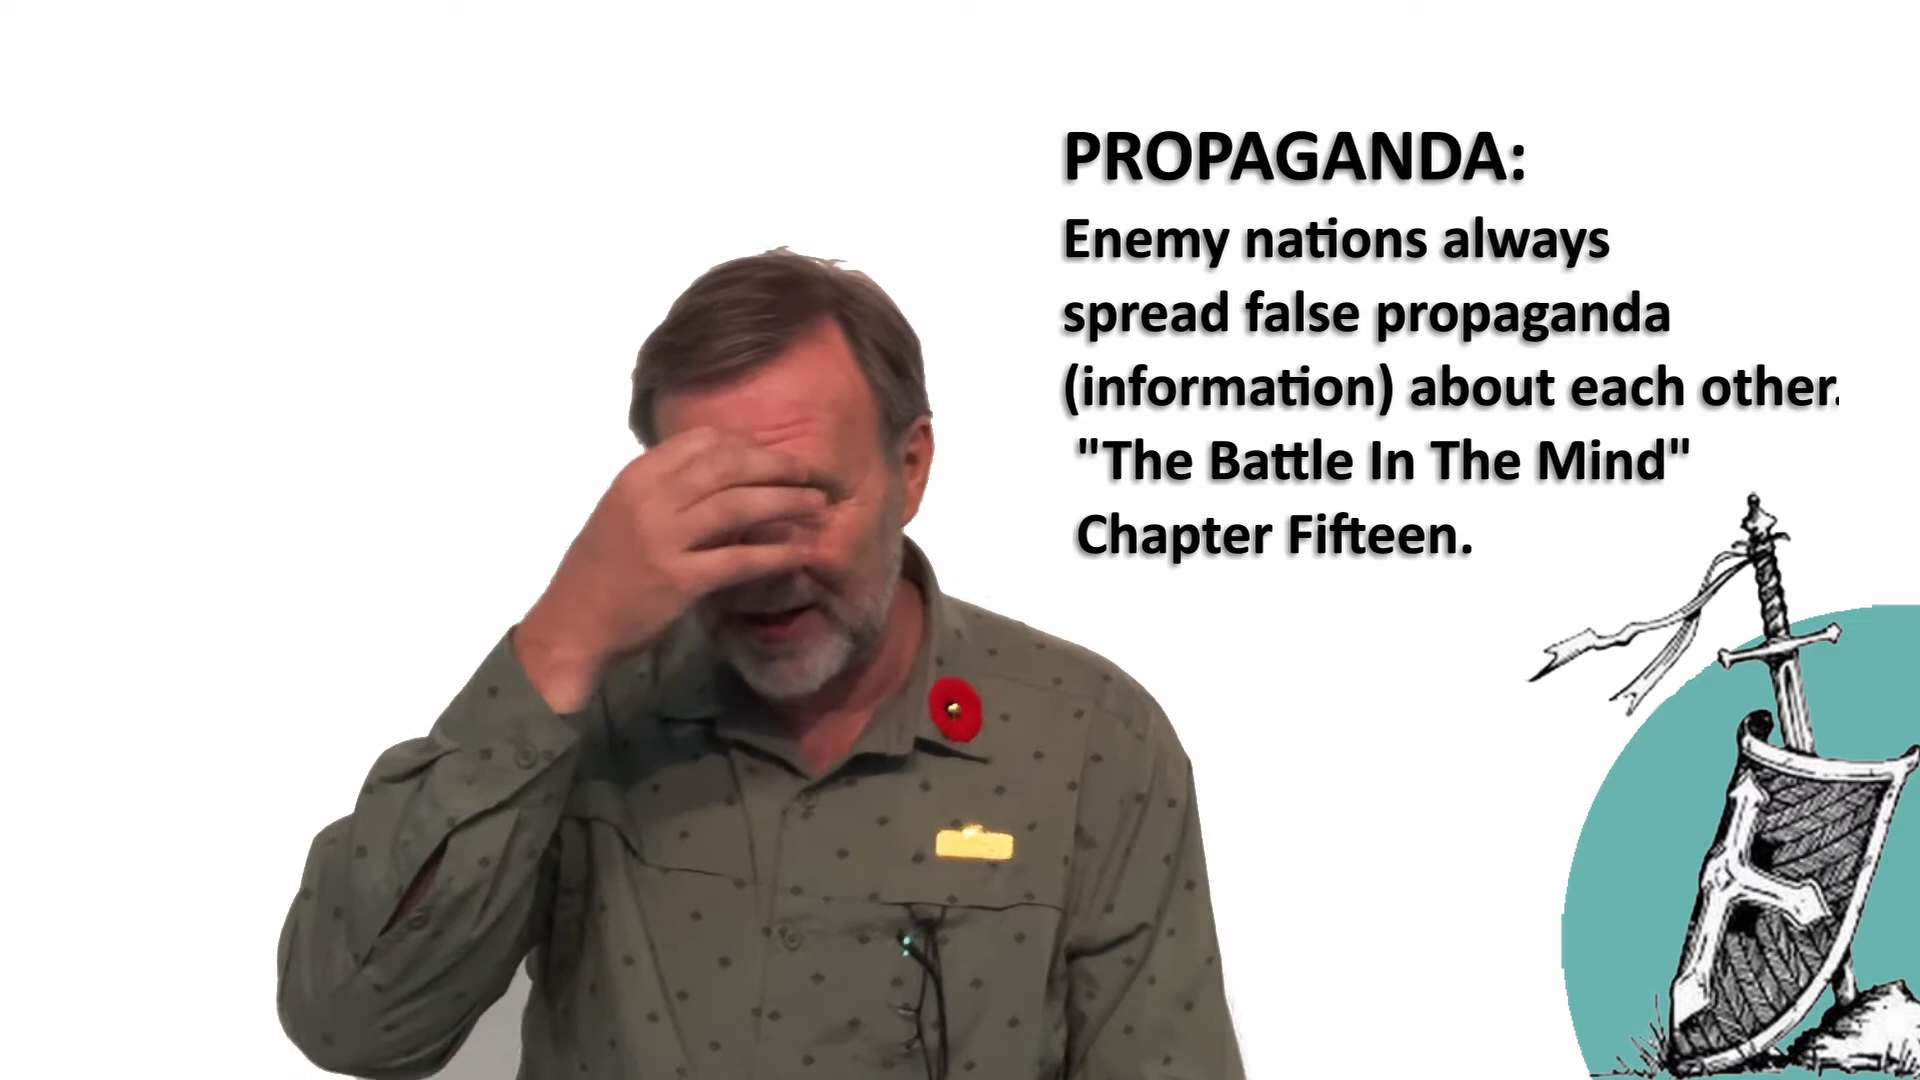 PROPAGANDA:
Enemy nations always
spread false propaganda
(information) about each other.
"The Battle In The Mind"
Chapter Fifteen.